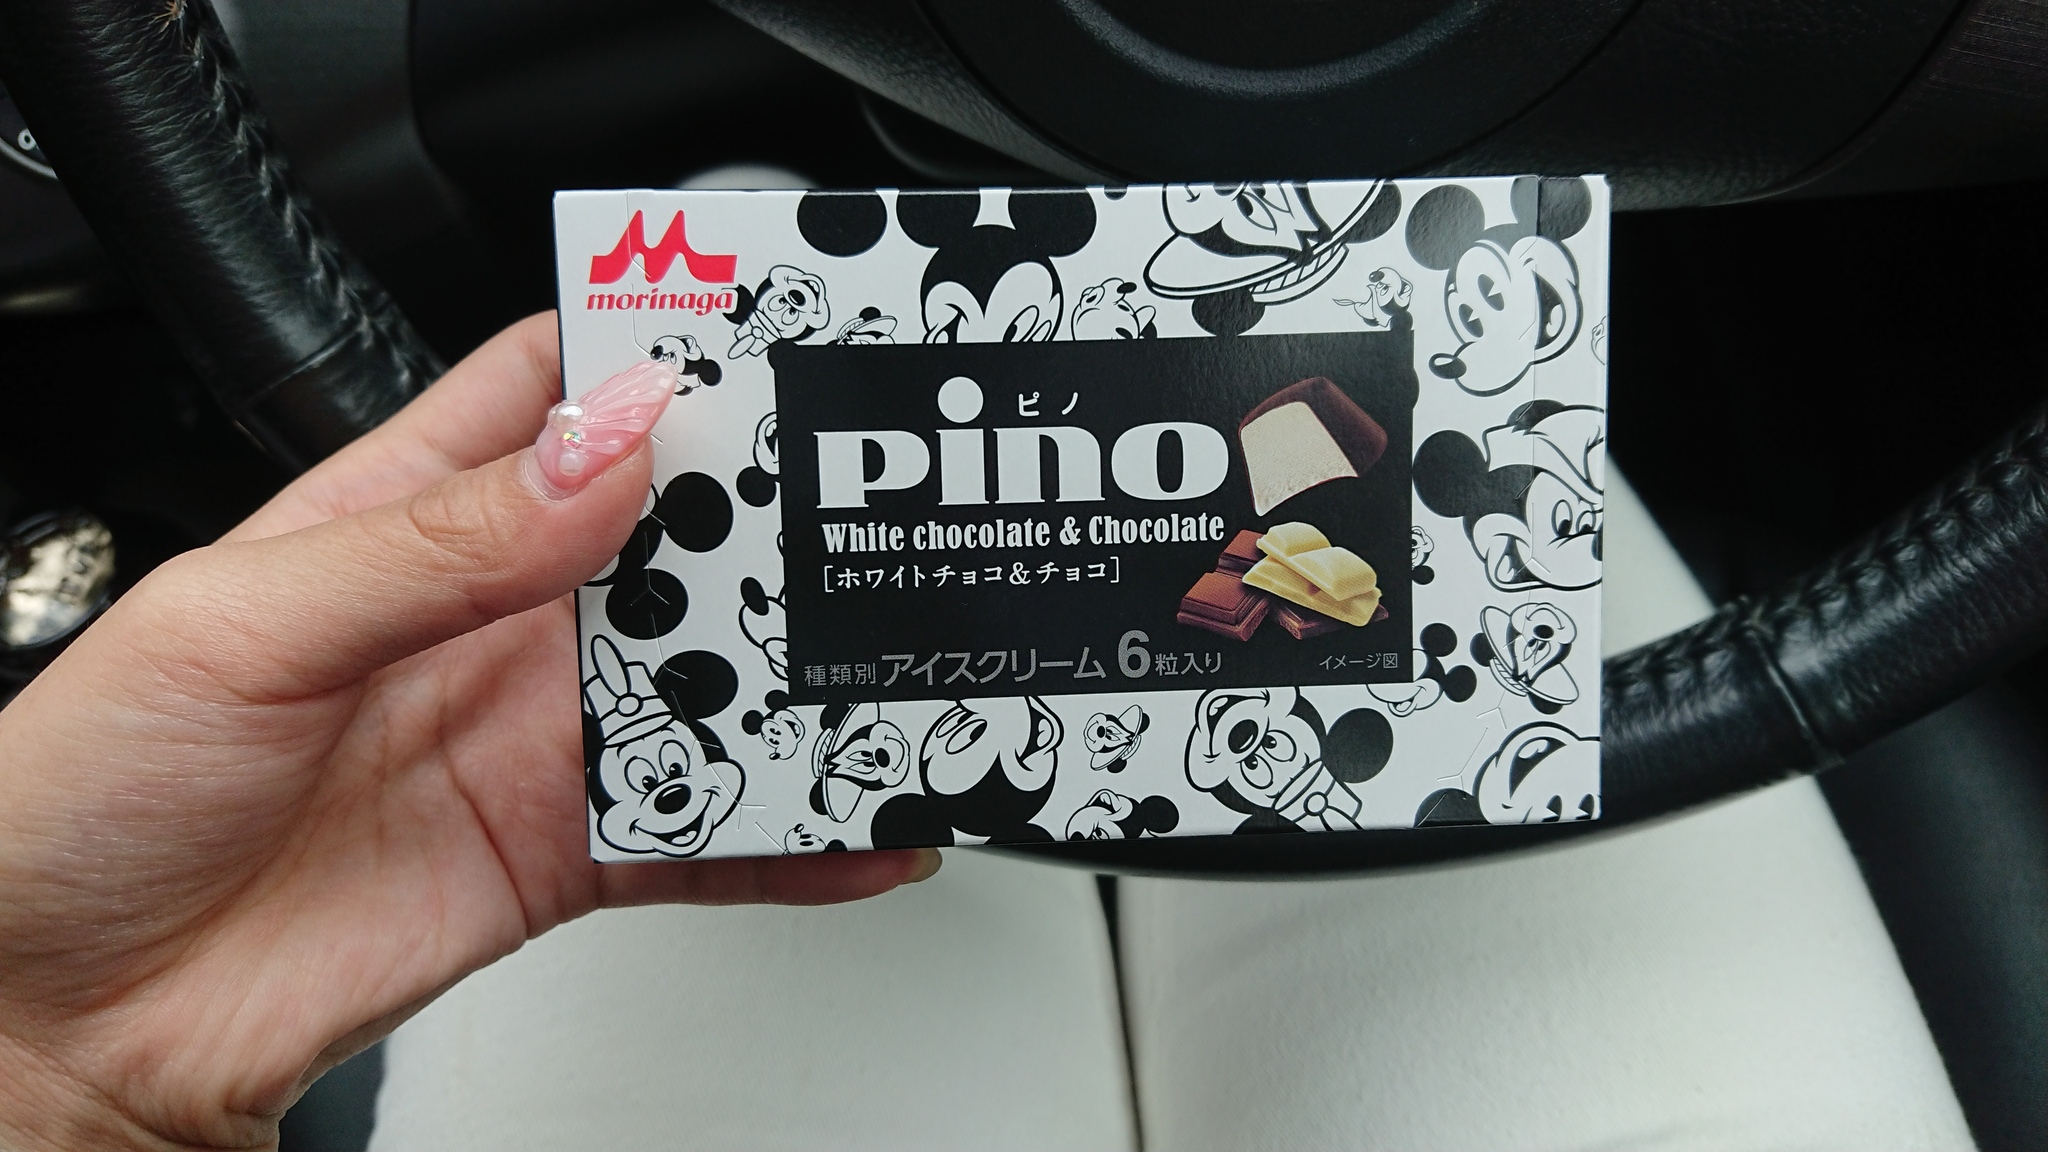 morinaga
ピノ
pino
White chocolate & Chocolate
[ホワイトチョコ&チョコ]
種類別 アイスクリーム 6粒入り
イメージ図